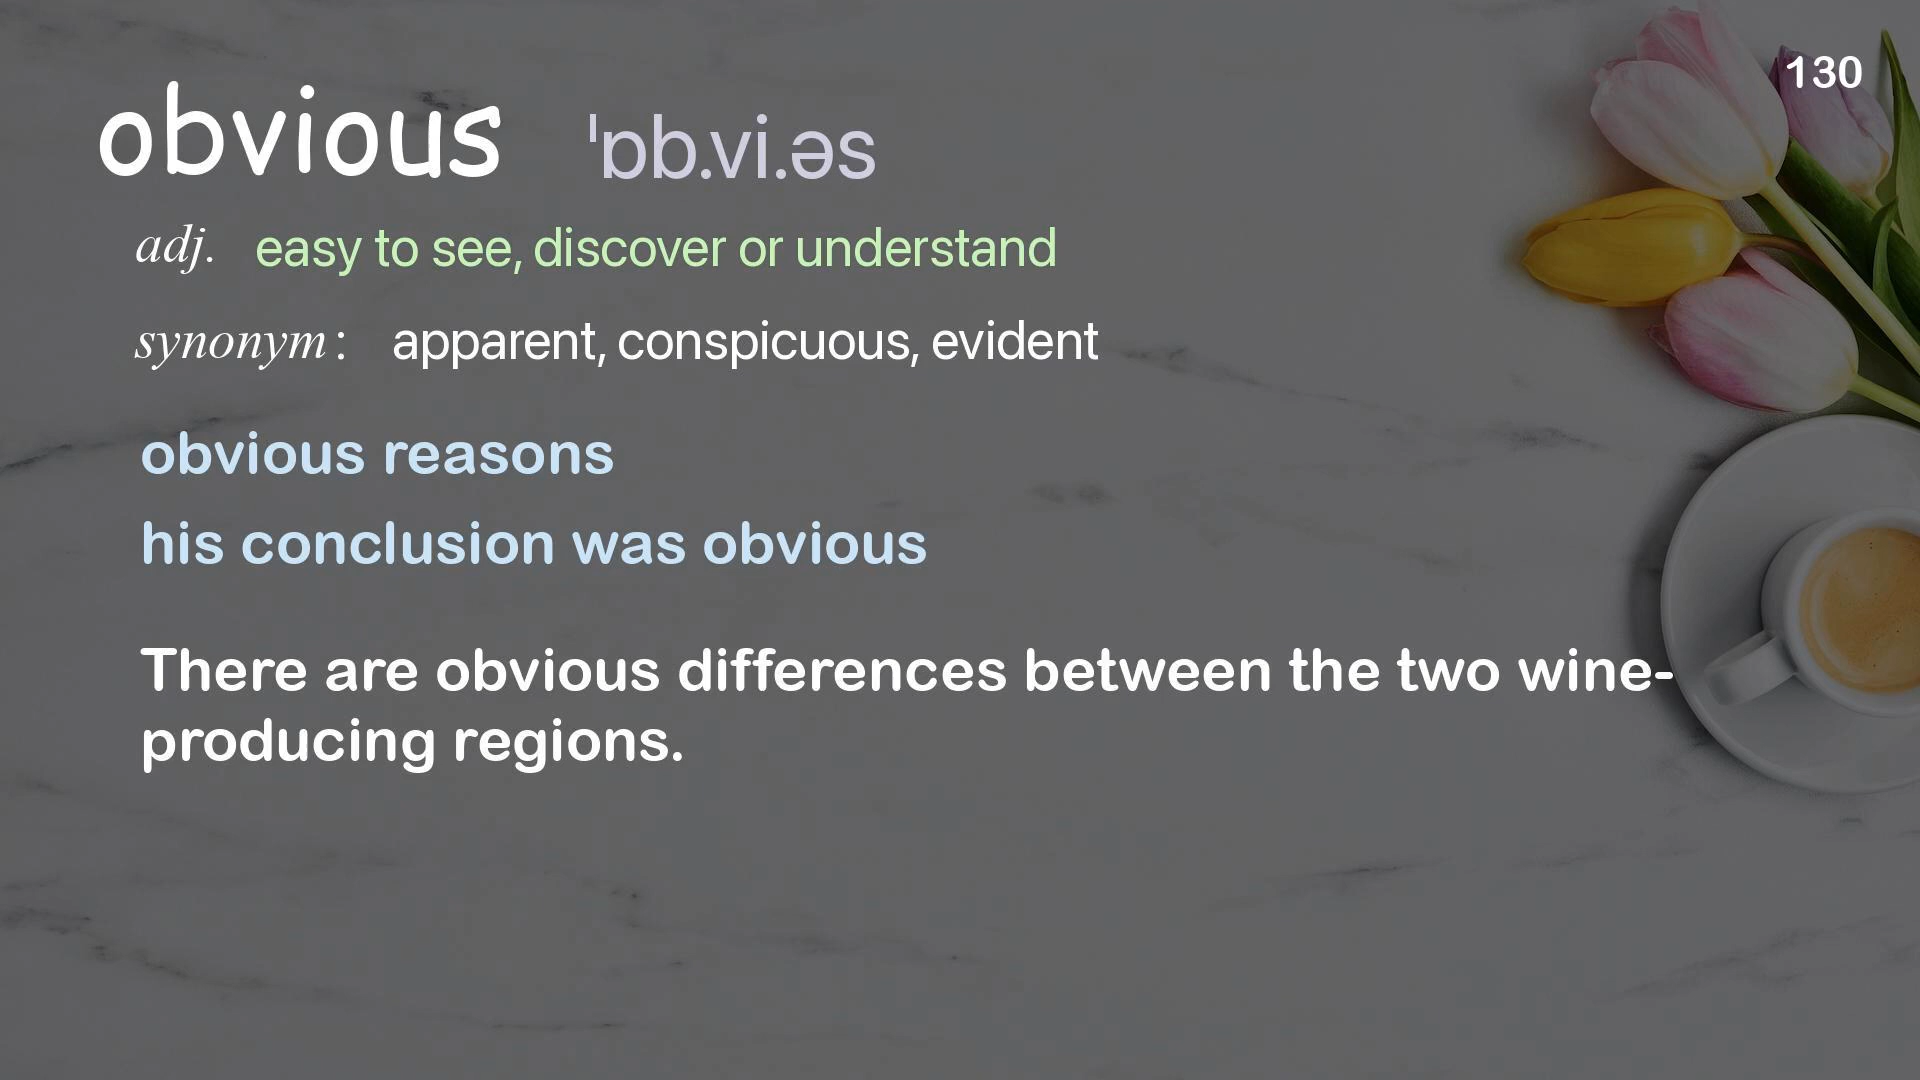 130
obvious ˈɒb.vi.əs
adj. easy to see, discover or understand
synonym: apparent, conspicuous, evident
obvious reasons
his conclusion was obvious
There are obvious differences between the two wine-
producing regions.